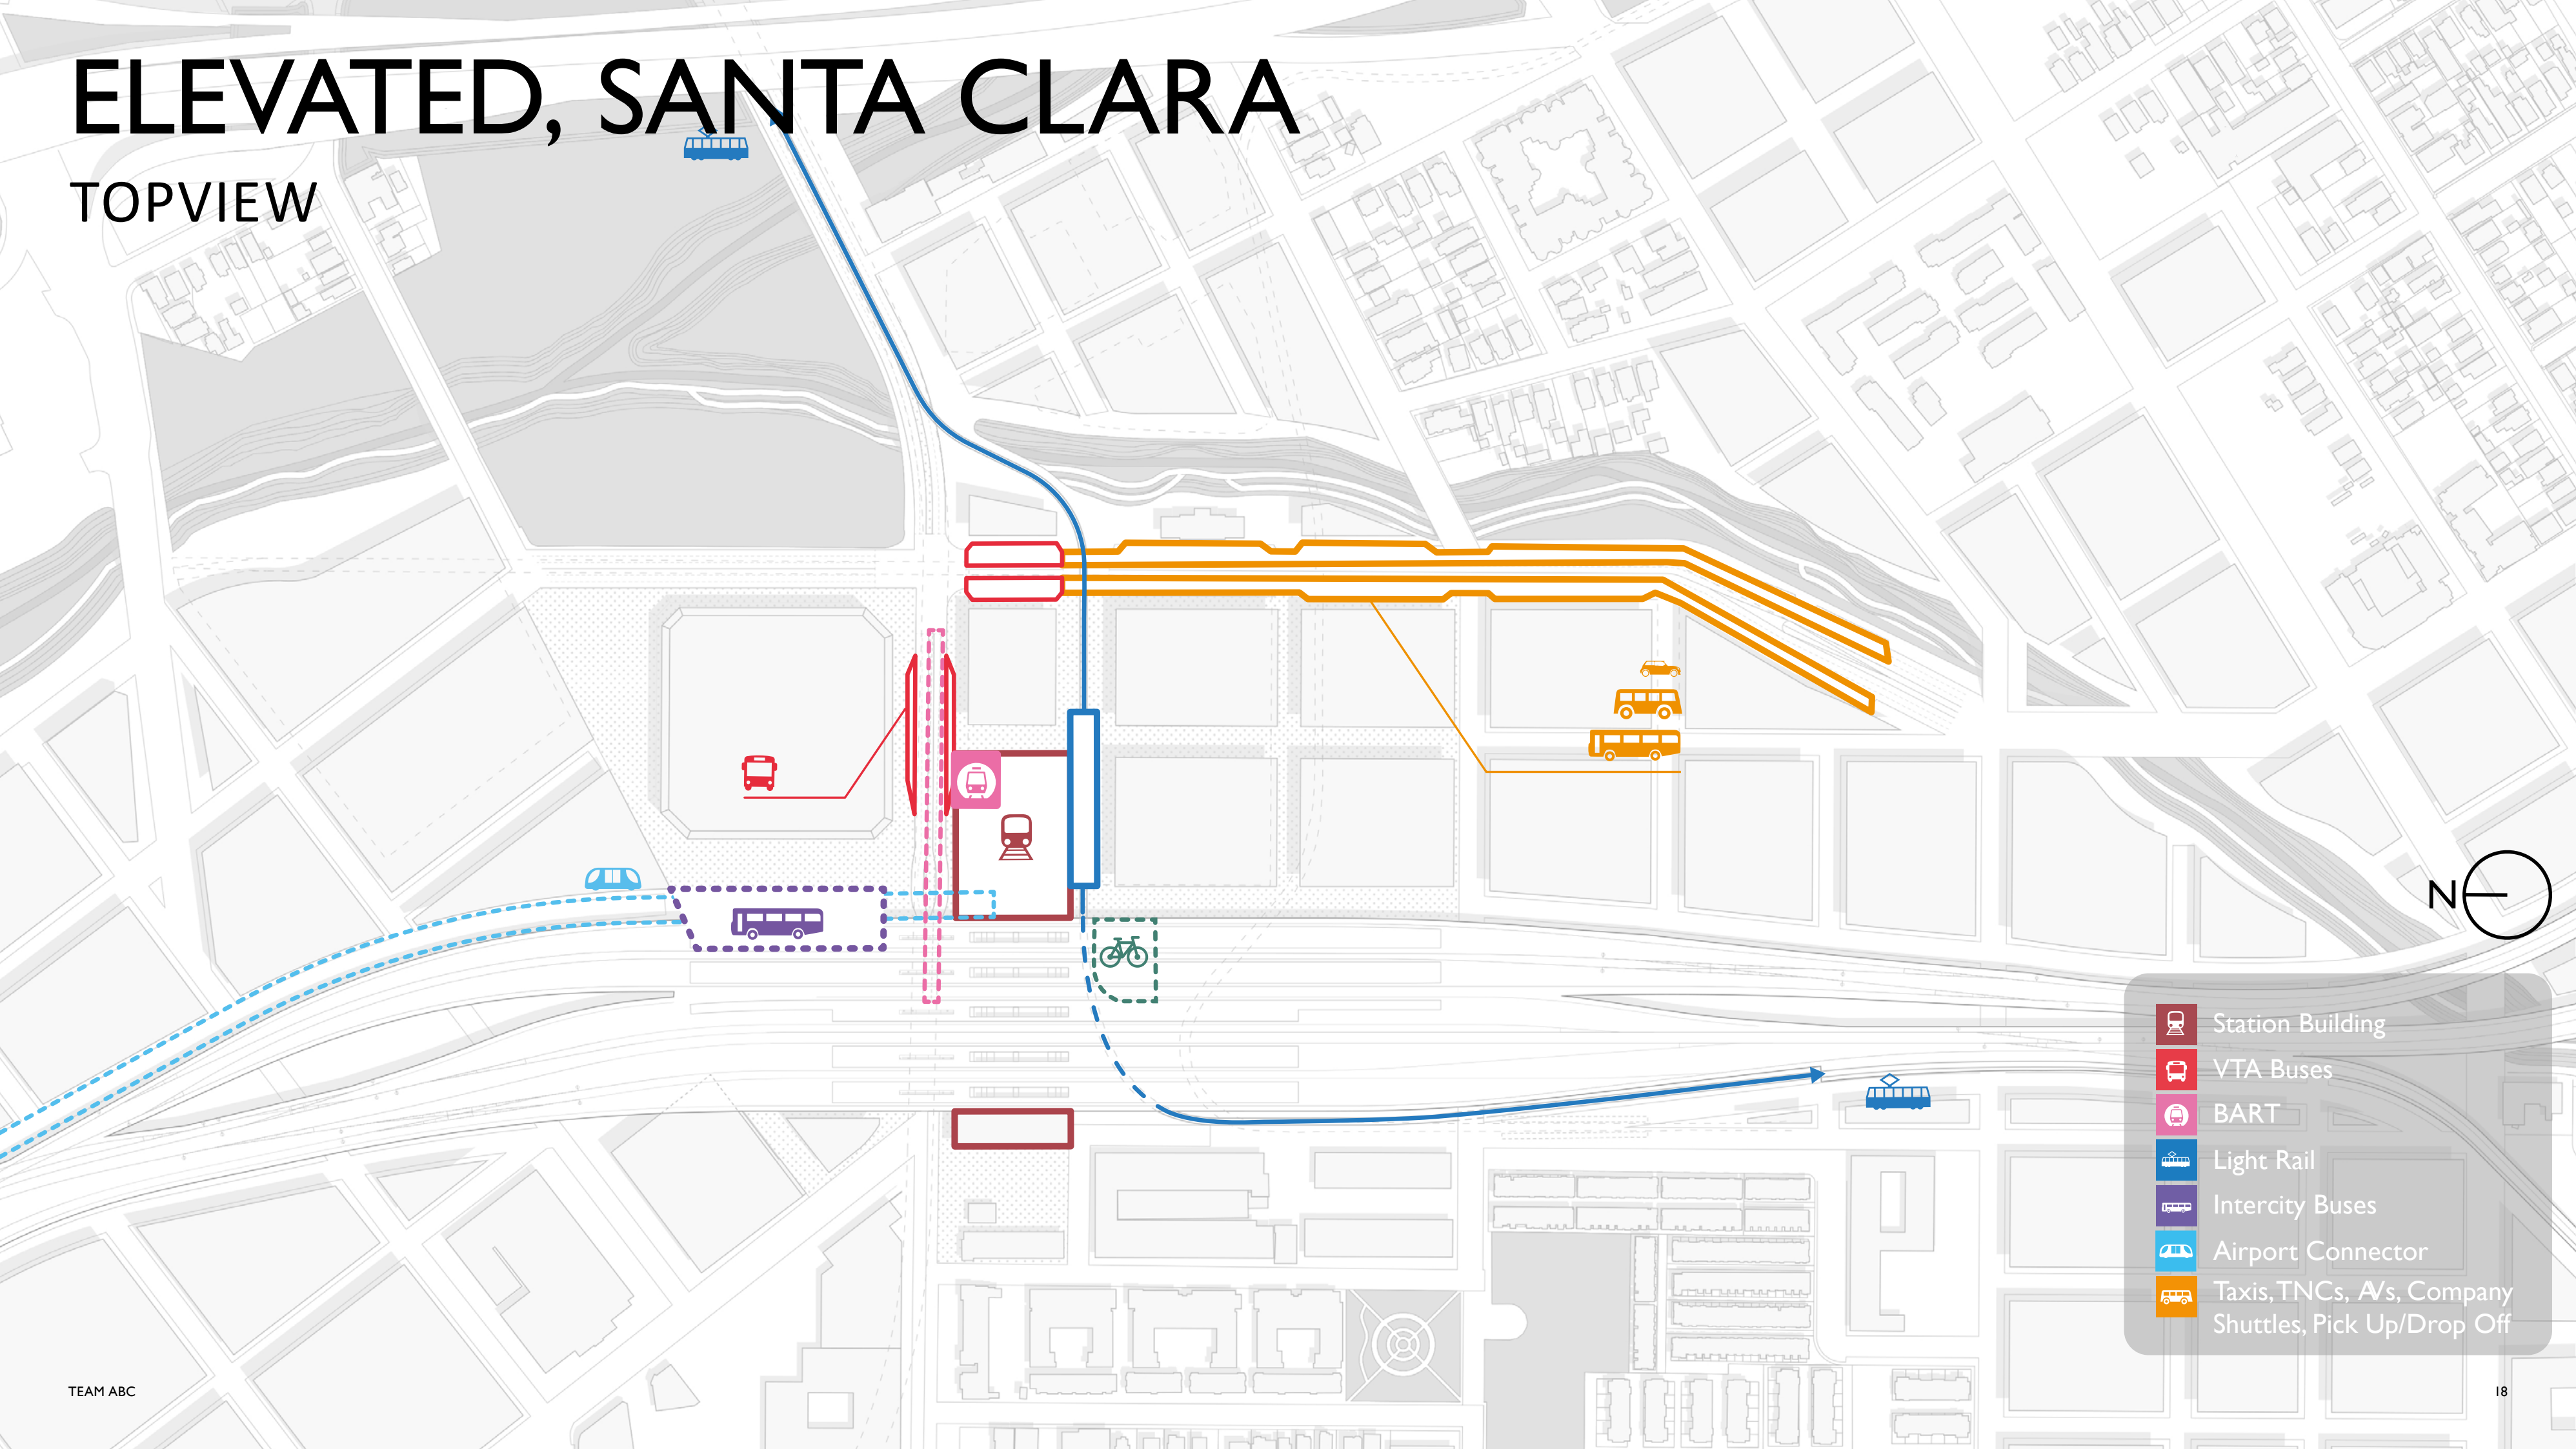 ELEVATED, SANTA CLARA
TOPVIEW
N
Station Building
VTA Buses
BART
Light Rail
Intercity Buses
Airport Connector
Taxis, TNCs, AVs, Company
Shuttles, Pick Up/Drop Off
TEAM ABC
18